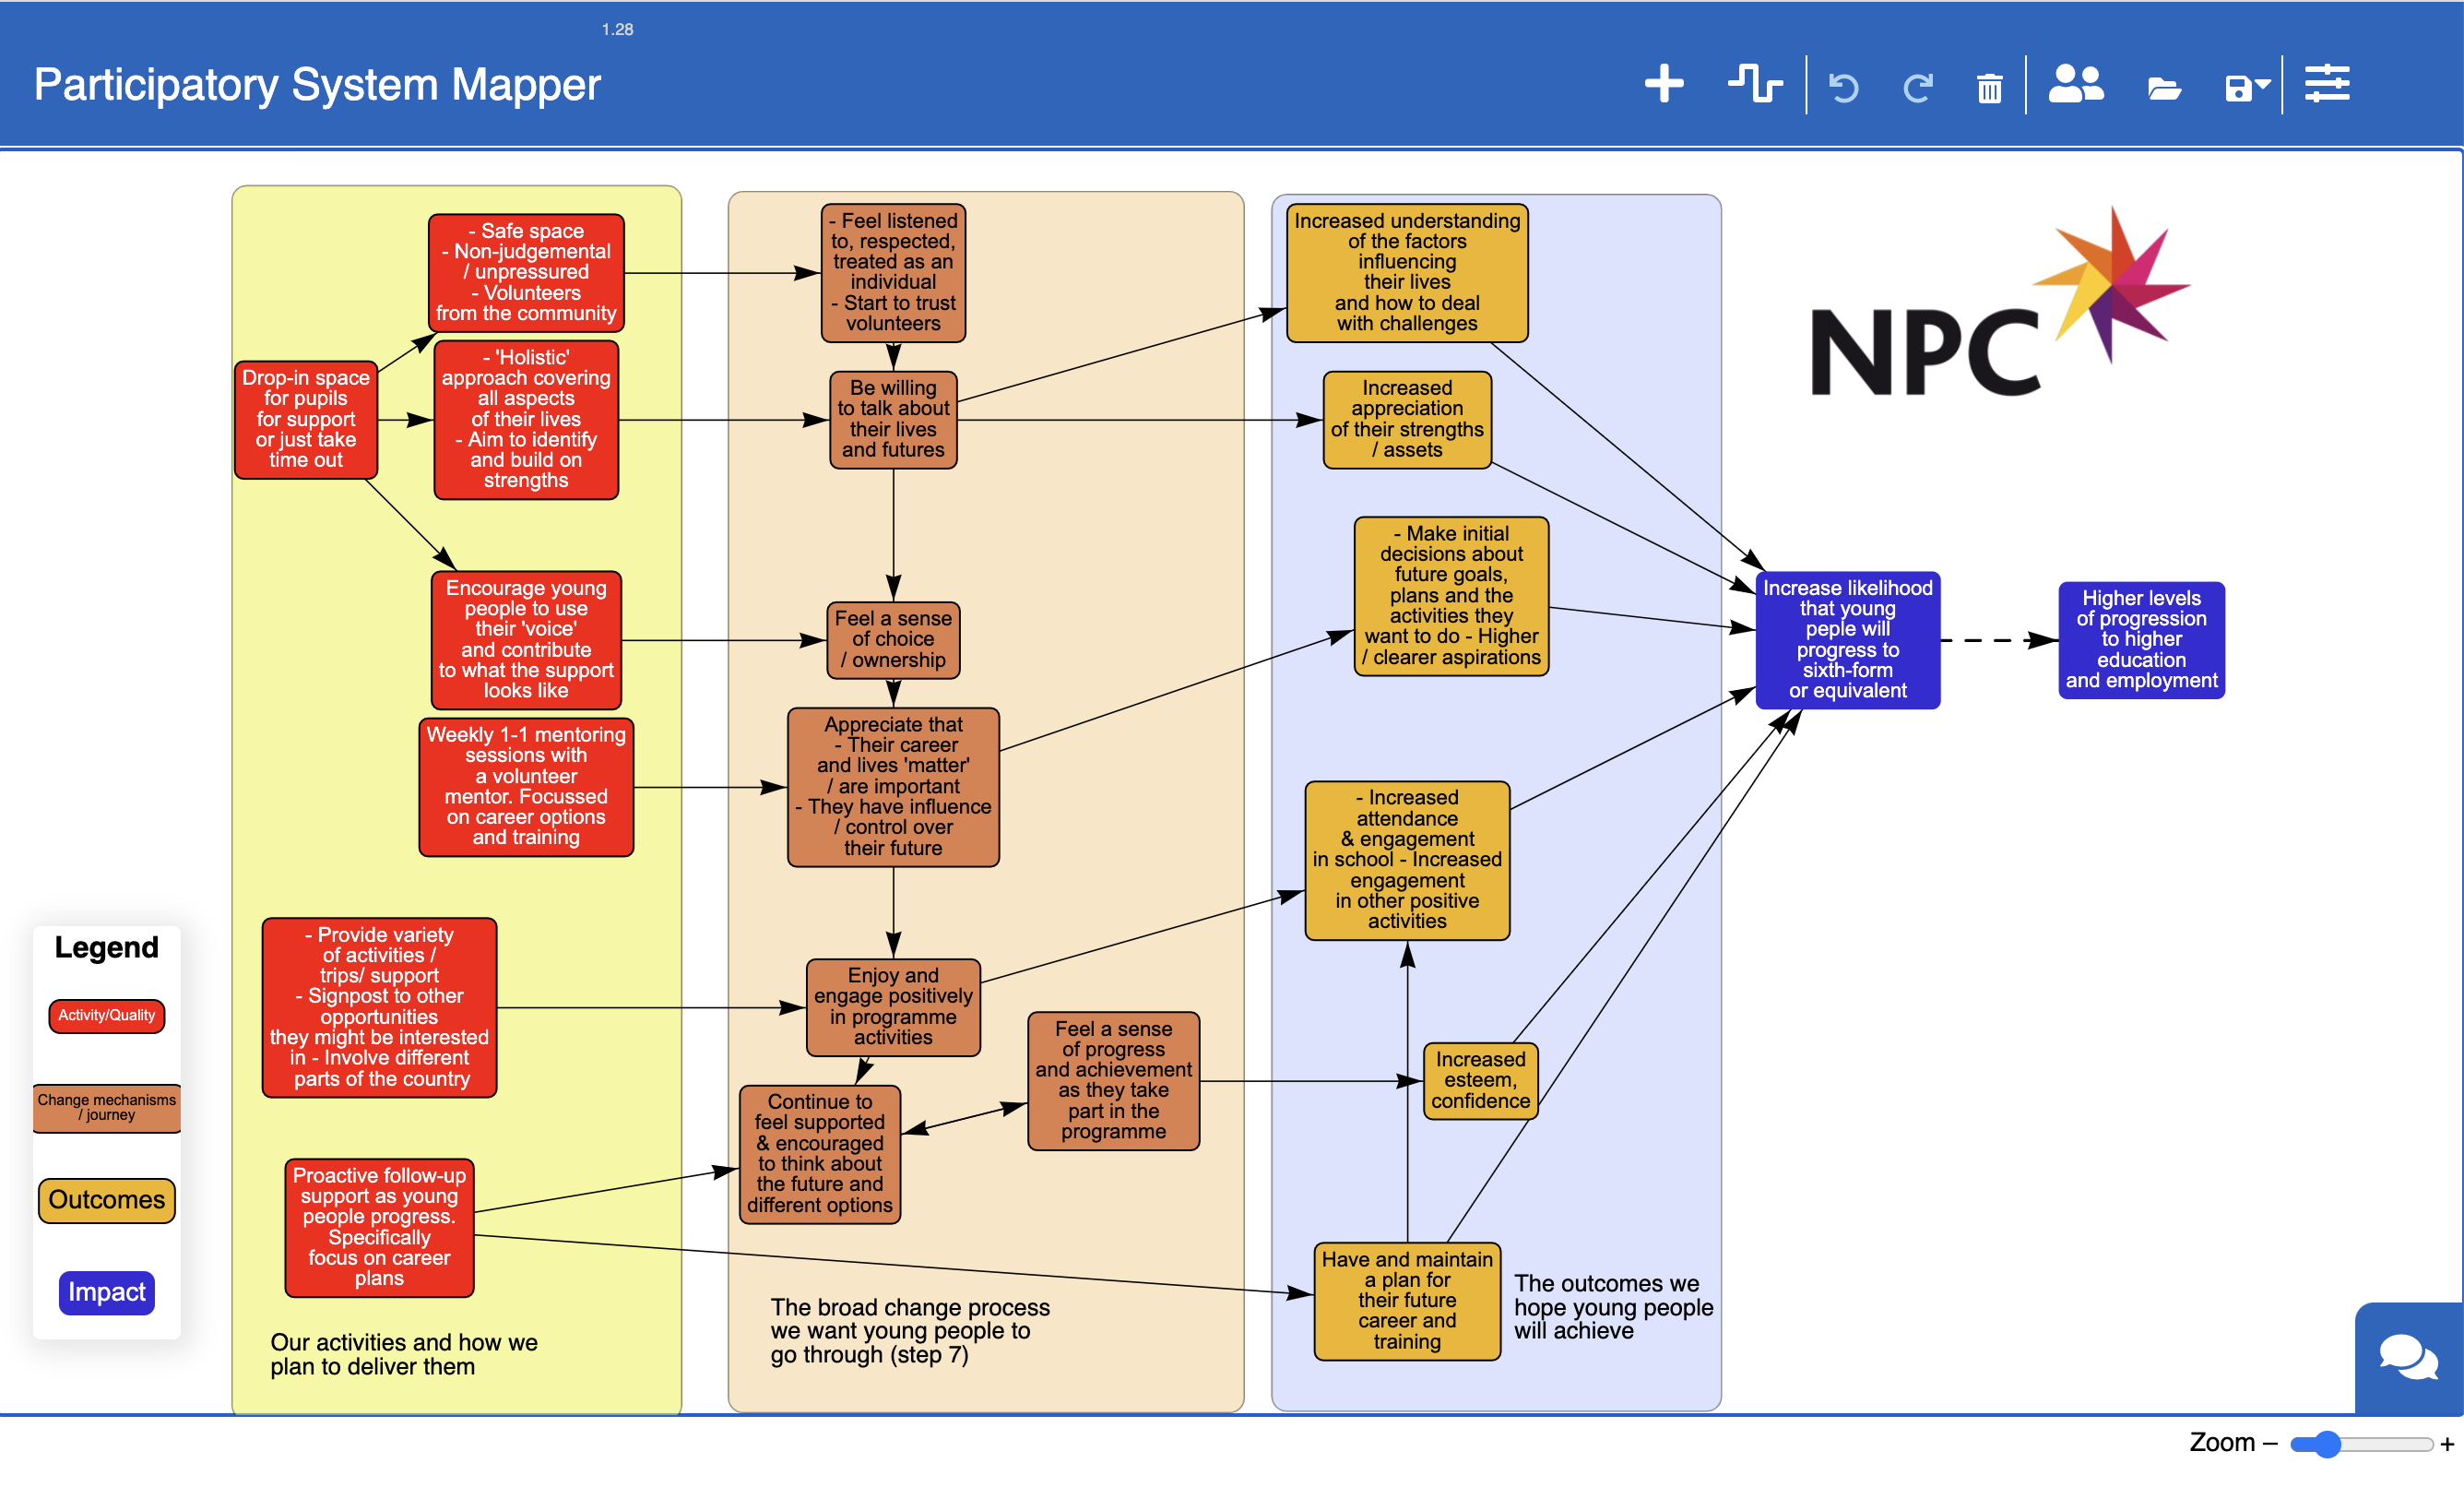 1.28
Participatory System Mapper
- Safe space
- Non-judgemental
/ unpressured
- Volunteers
from the community
Drop-in space
for pupils
for support
or just take
time out
- 'Holistic'
approach covering
all aspects
of their lives
- Aim to identify
and build on
strengths
Encourage young
people to use
their 'voice'
and contribute
to what the support
looks like
Weekly 1-1 mentoring
sessions with
a volunteer
mentor. Focussed
on career options
and training
- Provide variety
of activities /
trips/ support
- Signpost to other
opportunities
they might be interested
in - Involve different
parts of the country
Proactive follow-up
support as young
people progress.
Specifically
focus on career
plans
Our activities and how we
plan to deliver them
- Feel listened
to, respected,
treated as an
individual
- Start to trust
volunteers
Be willing
to talk about
their lives
and futures
Feel a sense
of choice
/ ownership
Appreciate that
- Their career
and lives 'matter'
/ are important
- They have influence
/ control over
their future
Enjoy and
engage positively
in programme
activities
Feel a sense
of progress
and achievement
as they take
part in the
programme
Continue to
feel supported
& encouraged
to think about
the future and
different options
The broad change process
we want young people to
go through (step 7)
Increased understanding
of the factors
influencing
their lives
and how to deal
with challenges
Increased
appreciation
of their strengths
/ assets
- Make initial
decisions about
future goals,
plans and the
activities they
want to do - Higher
/ clearer aspirations
- Increased
attendance
& engagement
in school - Increased
engagement
in other positive
activities
Increased
esteem,
confidence
Have and maintain
a plan for
their future
career and
training
The outcomes we
hope young people
will achieve
NPC
Increase likelihood
that young
peple will
progress to
sixth-form
or equivalent
Higher levels
of progression
to higher
education
and employment
Legend
Activity/Quality
Change mechanisms
/ journey
Outcomes
Impact
Zoom – +